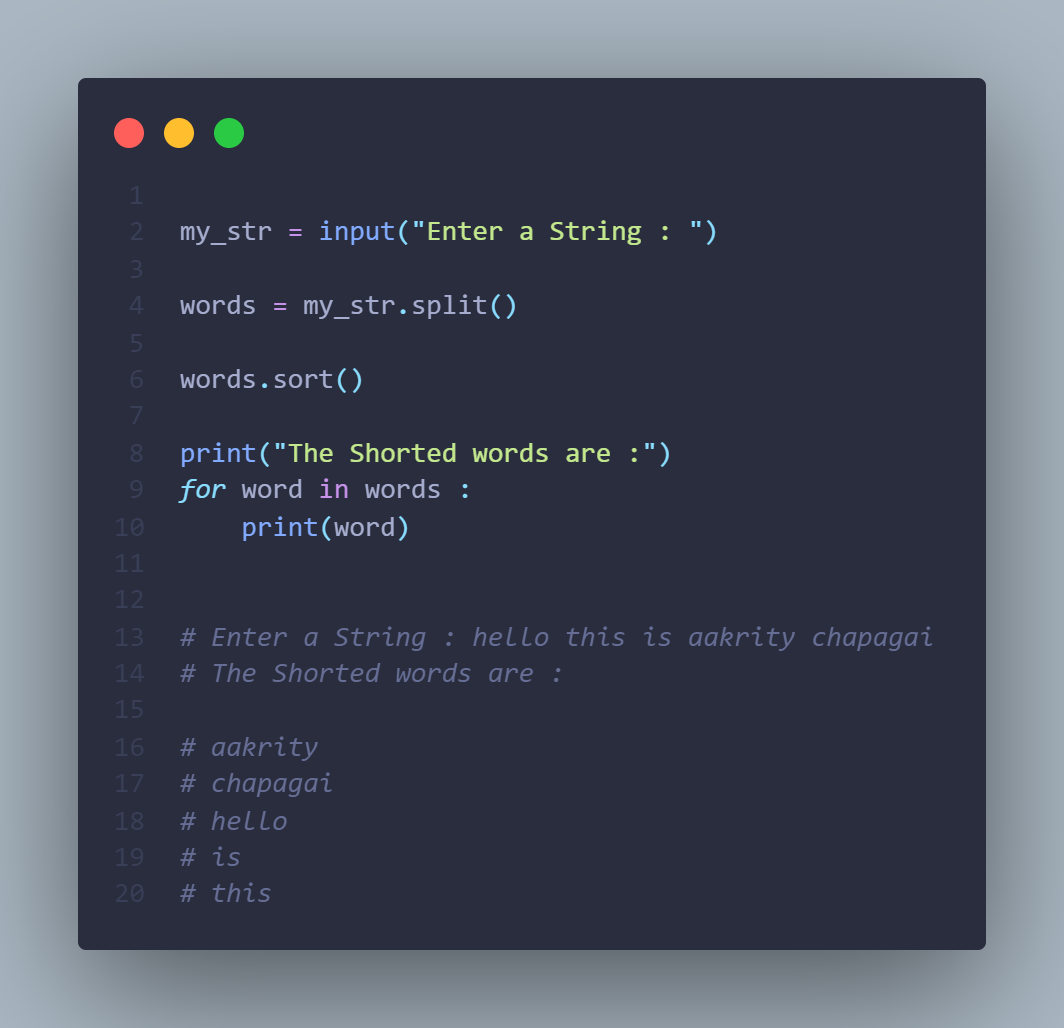 1
2 my_str = input("Enter a String : ")
3
4 words = my_str.split()
5
6 words.sort()
7
8 print("The Shorted words are :")
9 for word in words :
10     print(word)
11
12
13 # Enter a String : hello this is aakrity chapagai
14 # The Shorted words are :
15
16 # aakrity
17 # chapagai
18 # hello
19 # is
20 # this